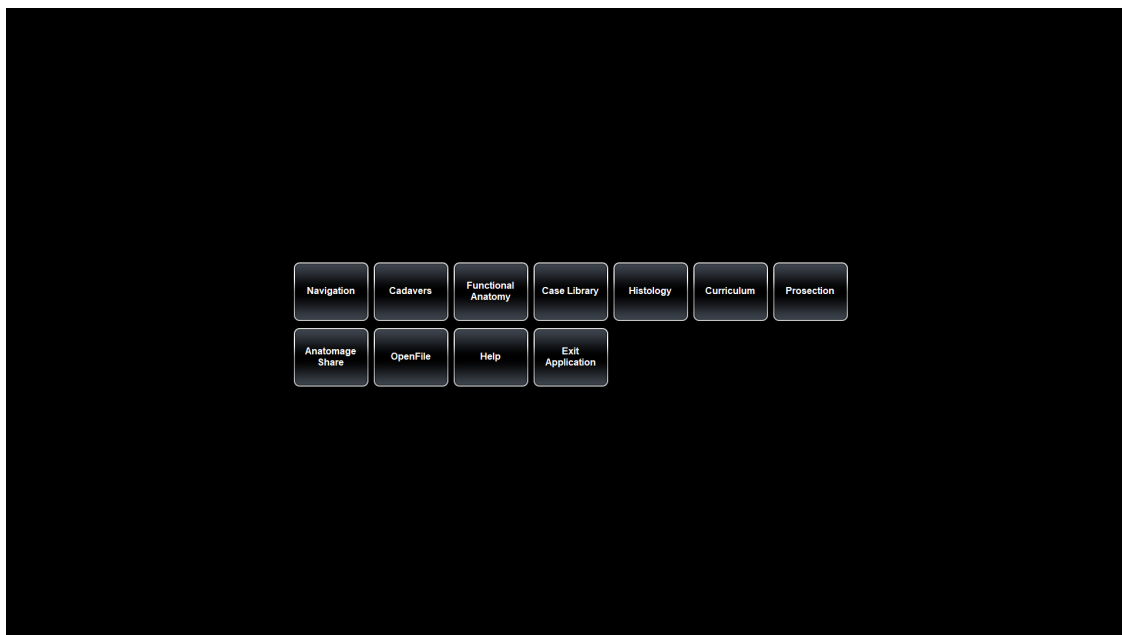 Navigation
Cadavers
Functional
Anatomy
Case Library
Histology
Curriculum
Prosection
Anatomage
Share
OpenFile
Help
Exit
Application